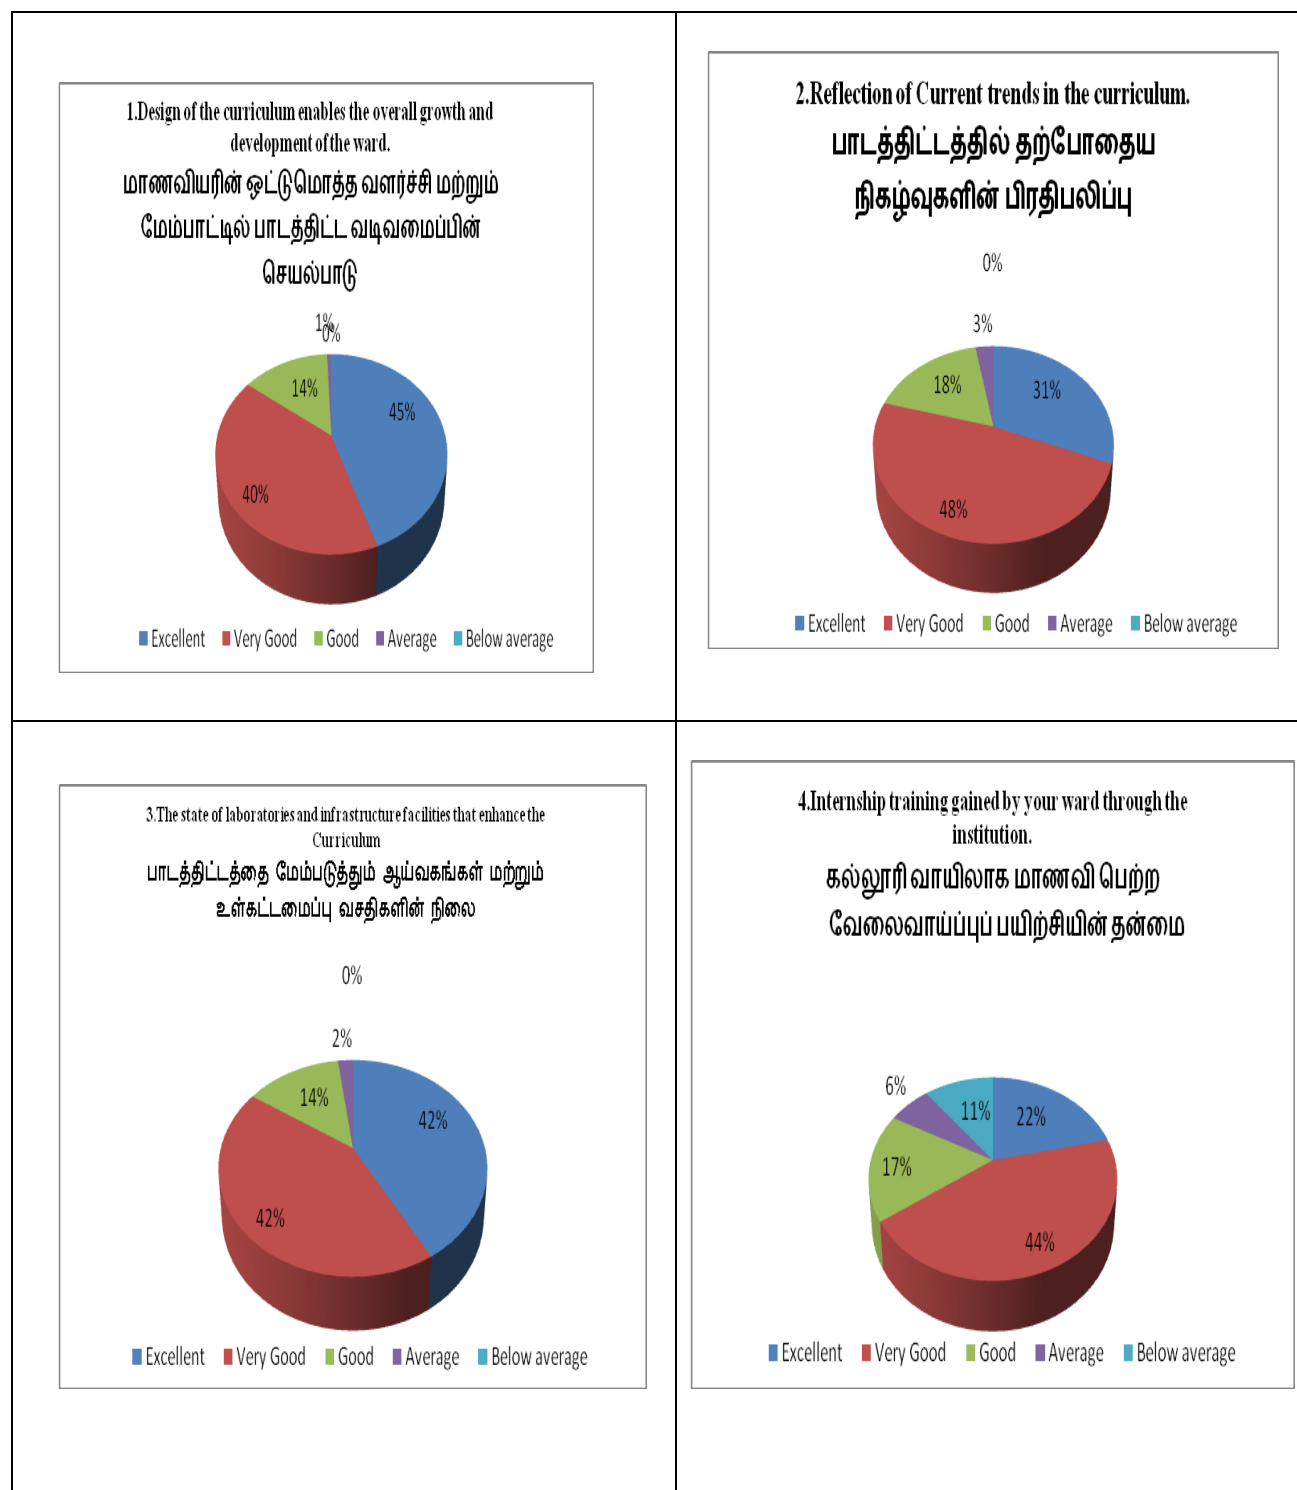 1.Design of the curriculum enables the overall growth and
development of the ward.
மாணவியரின் ஒட்டுமொத்த வளர்ச்சி மற்றும்
மேம்பாட்டில் பாடத்திட்ட வடிவமைப்பின்
செயல்பாடு
1%
0%
14%
45%
40%
Excellent Very Good Good Average Below average
2.Reflection of Current trends in the curriculum.
பாடத்திட்டத்தில் தற்போதைய
நிகழ்வுகளின் பிரதிபலிப்பு
0%
3%
18%
31%
48%
Excellent Very Good Good Average Below average
3.The state of laboratories and infrastructure facilities that enhance the
Curriculum
பாடத்திட்டத்தை மேம்படுத்தும் ஆய்வகங்கள் மற்றும்
உள்கட்டமைப்பு வசதிகளின் நிலை
0%
2%
14%
42%
42%
Excellent Very Good Good Average Below average
4.Internship training gained by your ward through the
institution.
கல்லூரி வாயிலாக மாணவி பெற்ற
வேலைவாய்ப்புப் பயிற்சியின் தன்மை
6%
11%
22%
17%
44%
Excellent Very Good Good Average Below average